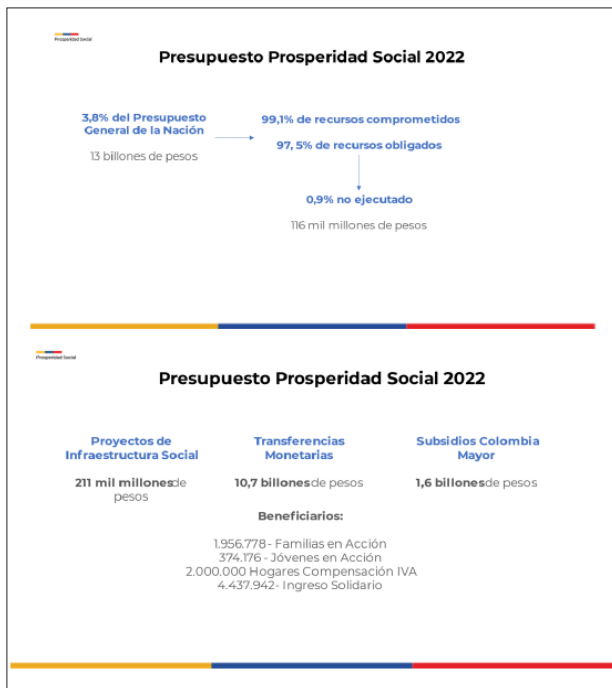 Prosperidad Social
Presupuesto Prosperidad Social 2022
3,8% del Presupuesto
General de la Nación
13 billones de pesos
99,1% de recursos comprometidos
97, 5% de recursos obligados
0,9% no ejecutado
116 mil millones de pesos
Prosperidad Social
Presupuesto Prosperidad Social 2022
Proyectos de
Infraestructura Social
211 mil millonesde
pesos
Transferencias
Monetarias
10,7 billones de pesos
Subsidios Colombia
Mayor
1,6 billones de pesos
Beneficiarios:
1.956.778- Familias en Acción
374.176 - Jóvenes en Acción
2.000.000 Hogares Compensación IVA
4.437.942- Ingreso Solidario